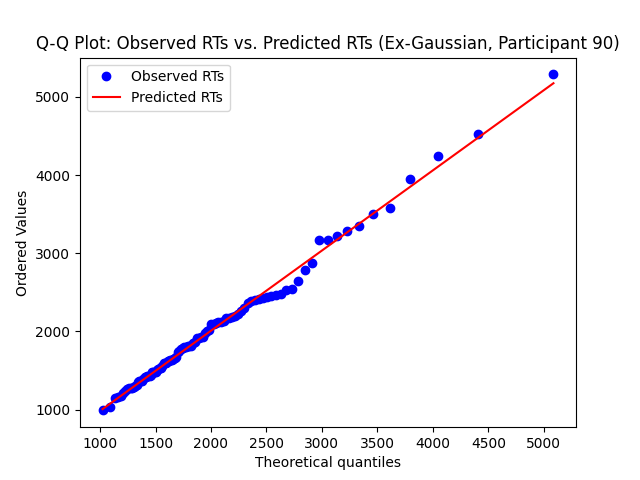 Q-Q Plot: Observed RTs vs. Predicted RTs (Ex-Gaussian, Participant 90)
Observed RTs
Predicted RTs
Ordered Values
5000
4000
3000
2000
1000
1000 1500 2000 2500 3000 3500 4000 4500 5000
Theoretical quantiles